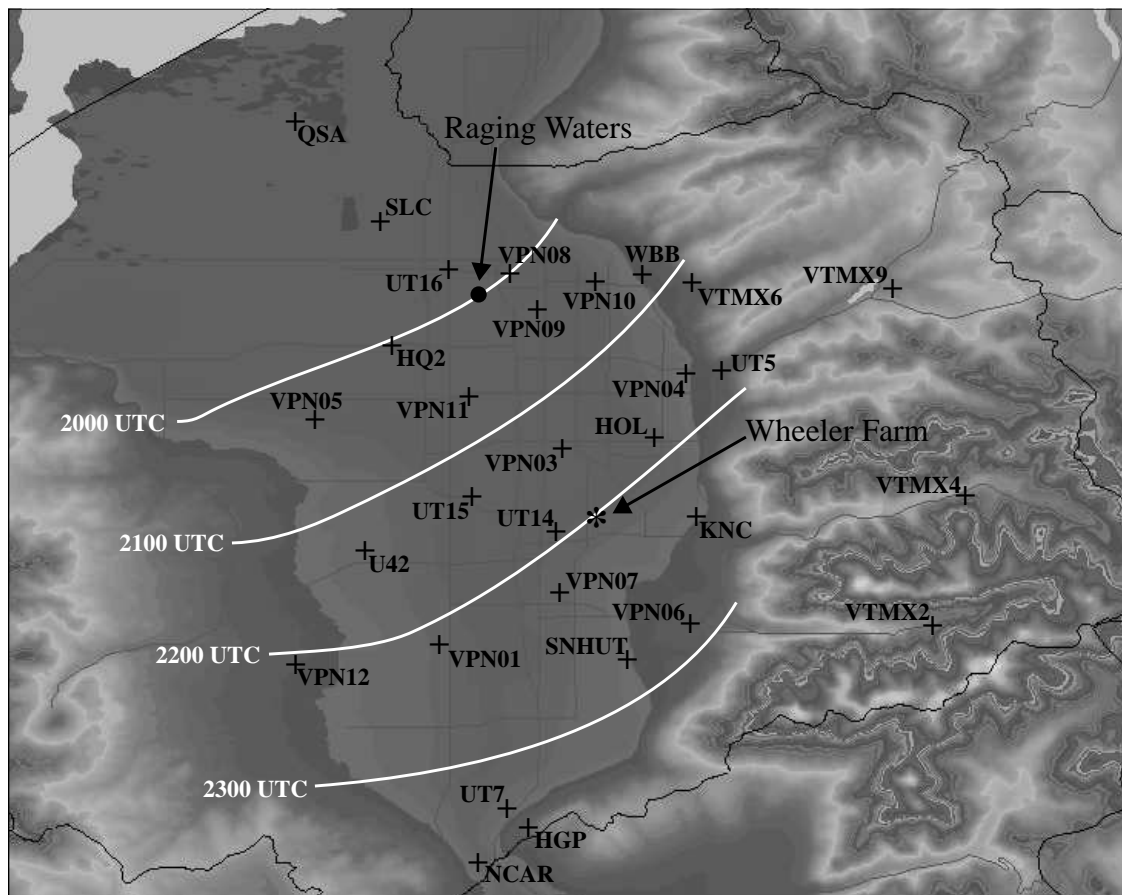 QSA
Raging Waters
SLC
VPN08
WBB
UT16
VPN10
VTMX6
VTMX9
VPN09
HQ2
UT5
VPN04
VPN05
VPN11
2000 UTC
HOL
Wheeler Farm
VPN03
VTMX4
UT15
UT14
KNC
2100 UTC
U42
VPN07
VPN06
VTMX2
SNHUT
2200 UTC
VPN01
VPN12
2300 UTC
UT7
HGP
NCAR